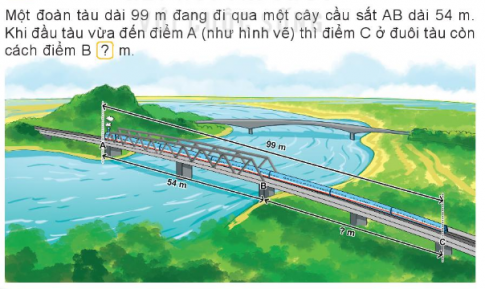 Một đoàn tàu dài 99 m đang đi qua một cây cầu sắt AB dài 54 m.
Khi đầu tàu vừa đến điểm A (như hình vẽ) thì điểm C ở đuôi tàu còn
cách điểm B ? m.
99 m
A
54 m
B
? m
C